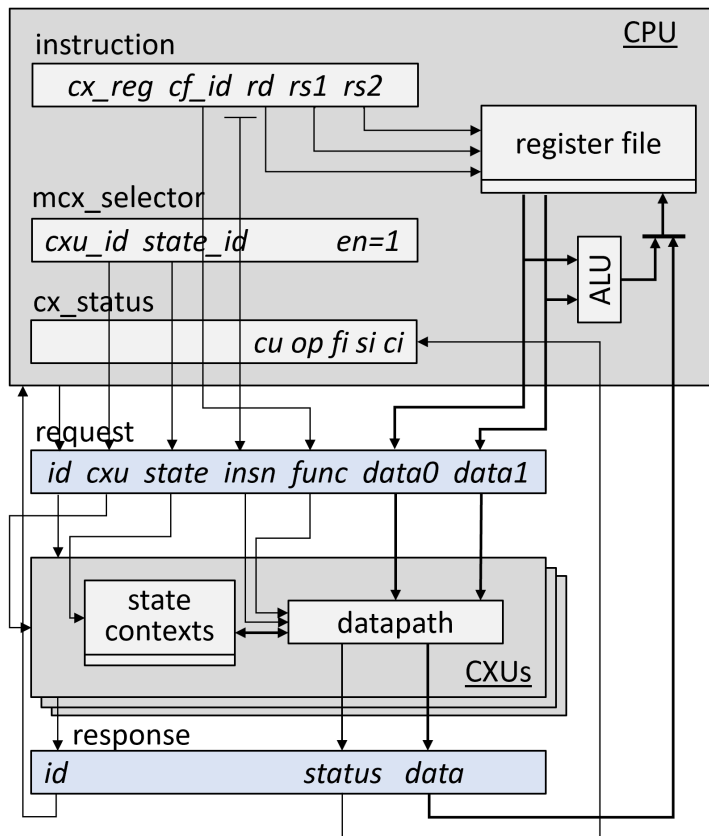 CPU
instruction
cx_reg cf_id rd rs1 rs2
register file
mcx_selector
cxu_id state_id en=1
ALU
cx_status
cu op fi si ci
request
id cxu state insn func data0 data1
state
contexts
datapath
CXUs
response
id status data